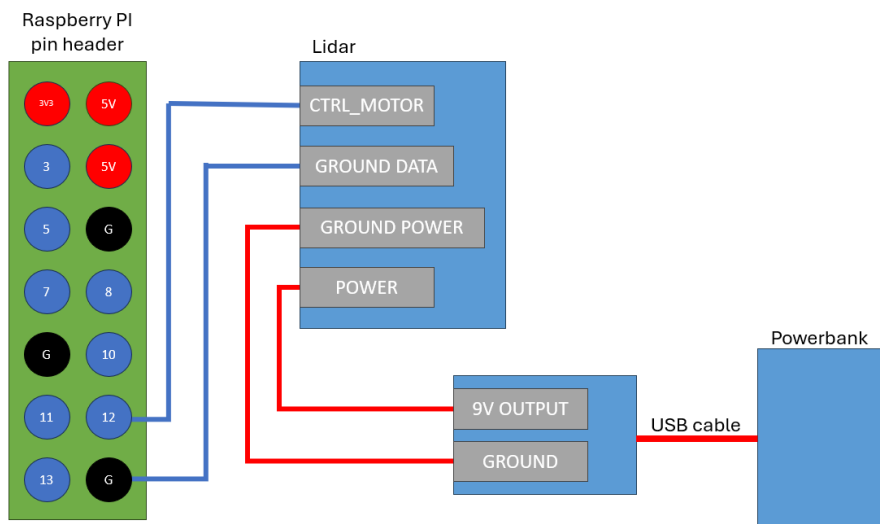 Raspberry PI
pin header
3V3
5V
3
5V
5
G
7
8
G
10
11
12
13
G
Lidar
CTRL_MOTOR
GROUND DATA
GROUND POWER
POWER
9V OUTPUT
GROUND
USB cable
Powerbank